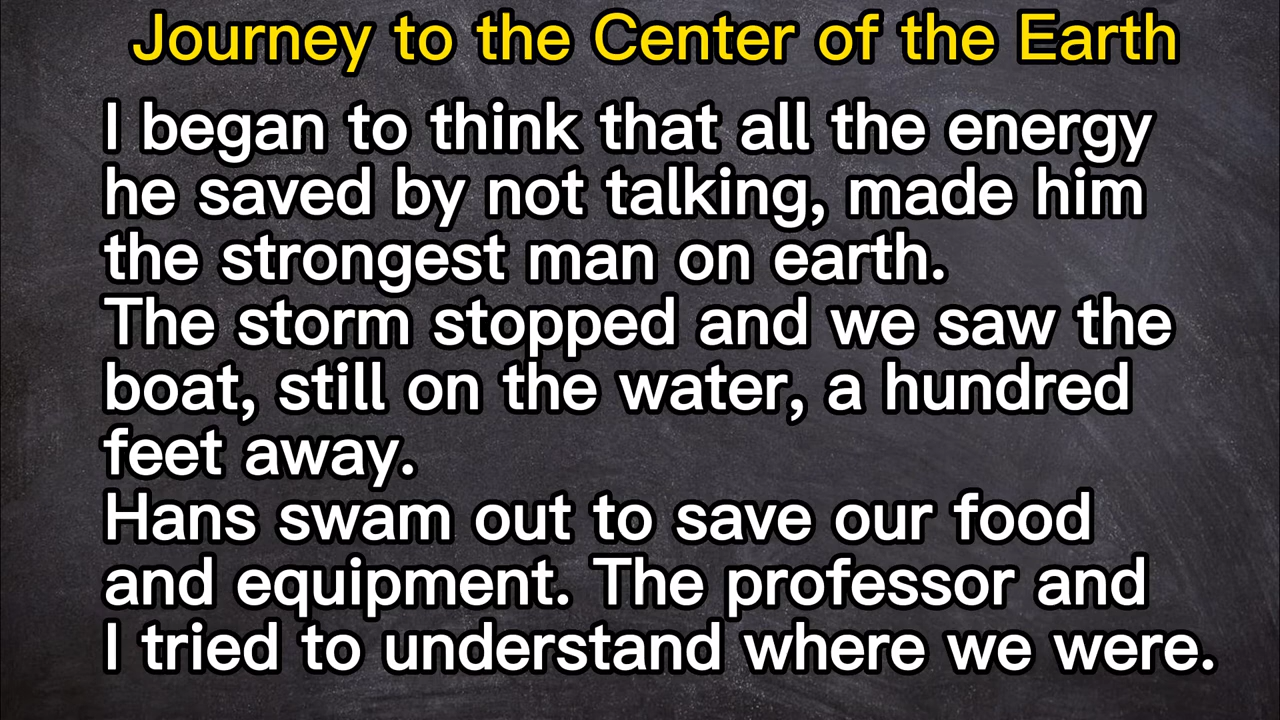 Journey to the Center of the Earth
I began to think that all the energy
he saved by not talking, made him
the strongest man on earth.
The storm stopped and we saw the
boat, still on the water, a hundred
feet away.
Hans swam out to save our food
and equipment. The professor and
I tried to understand where we were.